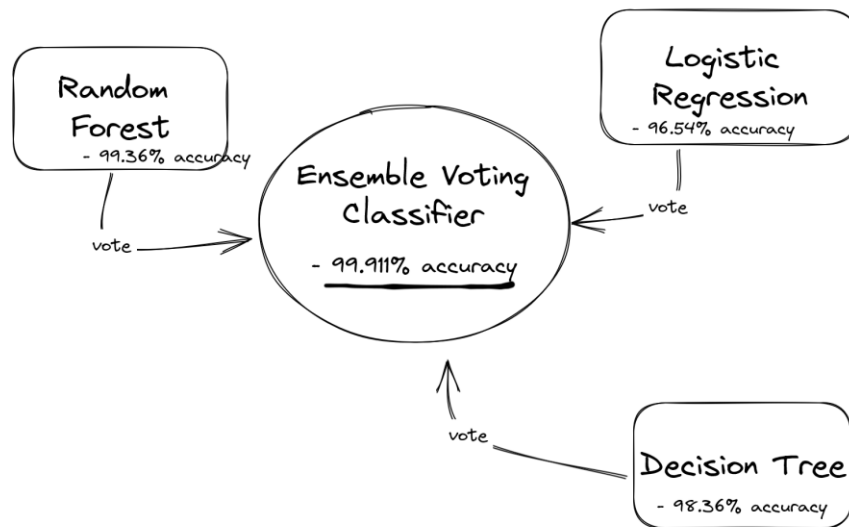 Random
Forest
- 99.36% accuracy
vote
Ensemble Voting
Classifier
- 99.911% accuracy
Logistic
Regression
- 96.54% accuracy
vote
vote
Decision Tree
- 98.36% accuracy